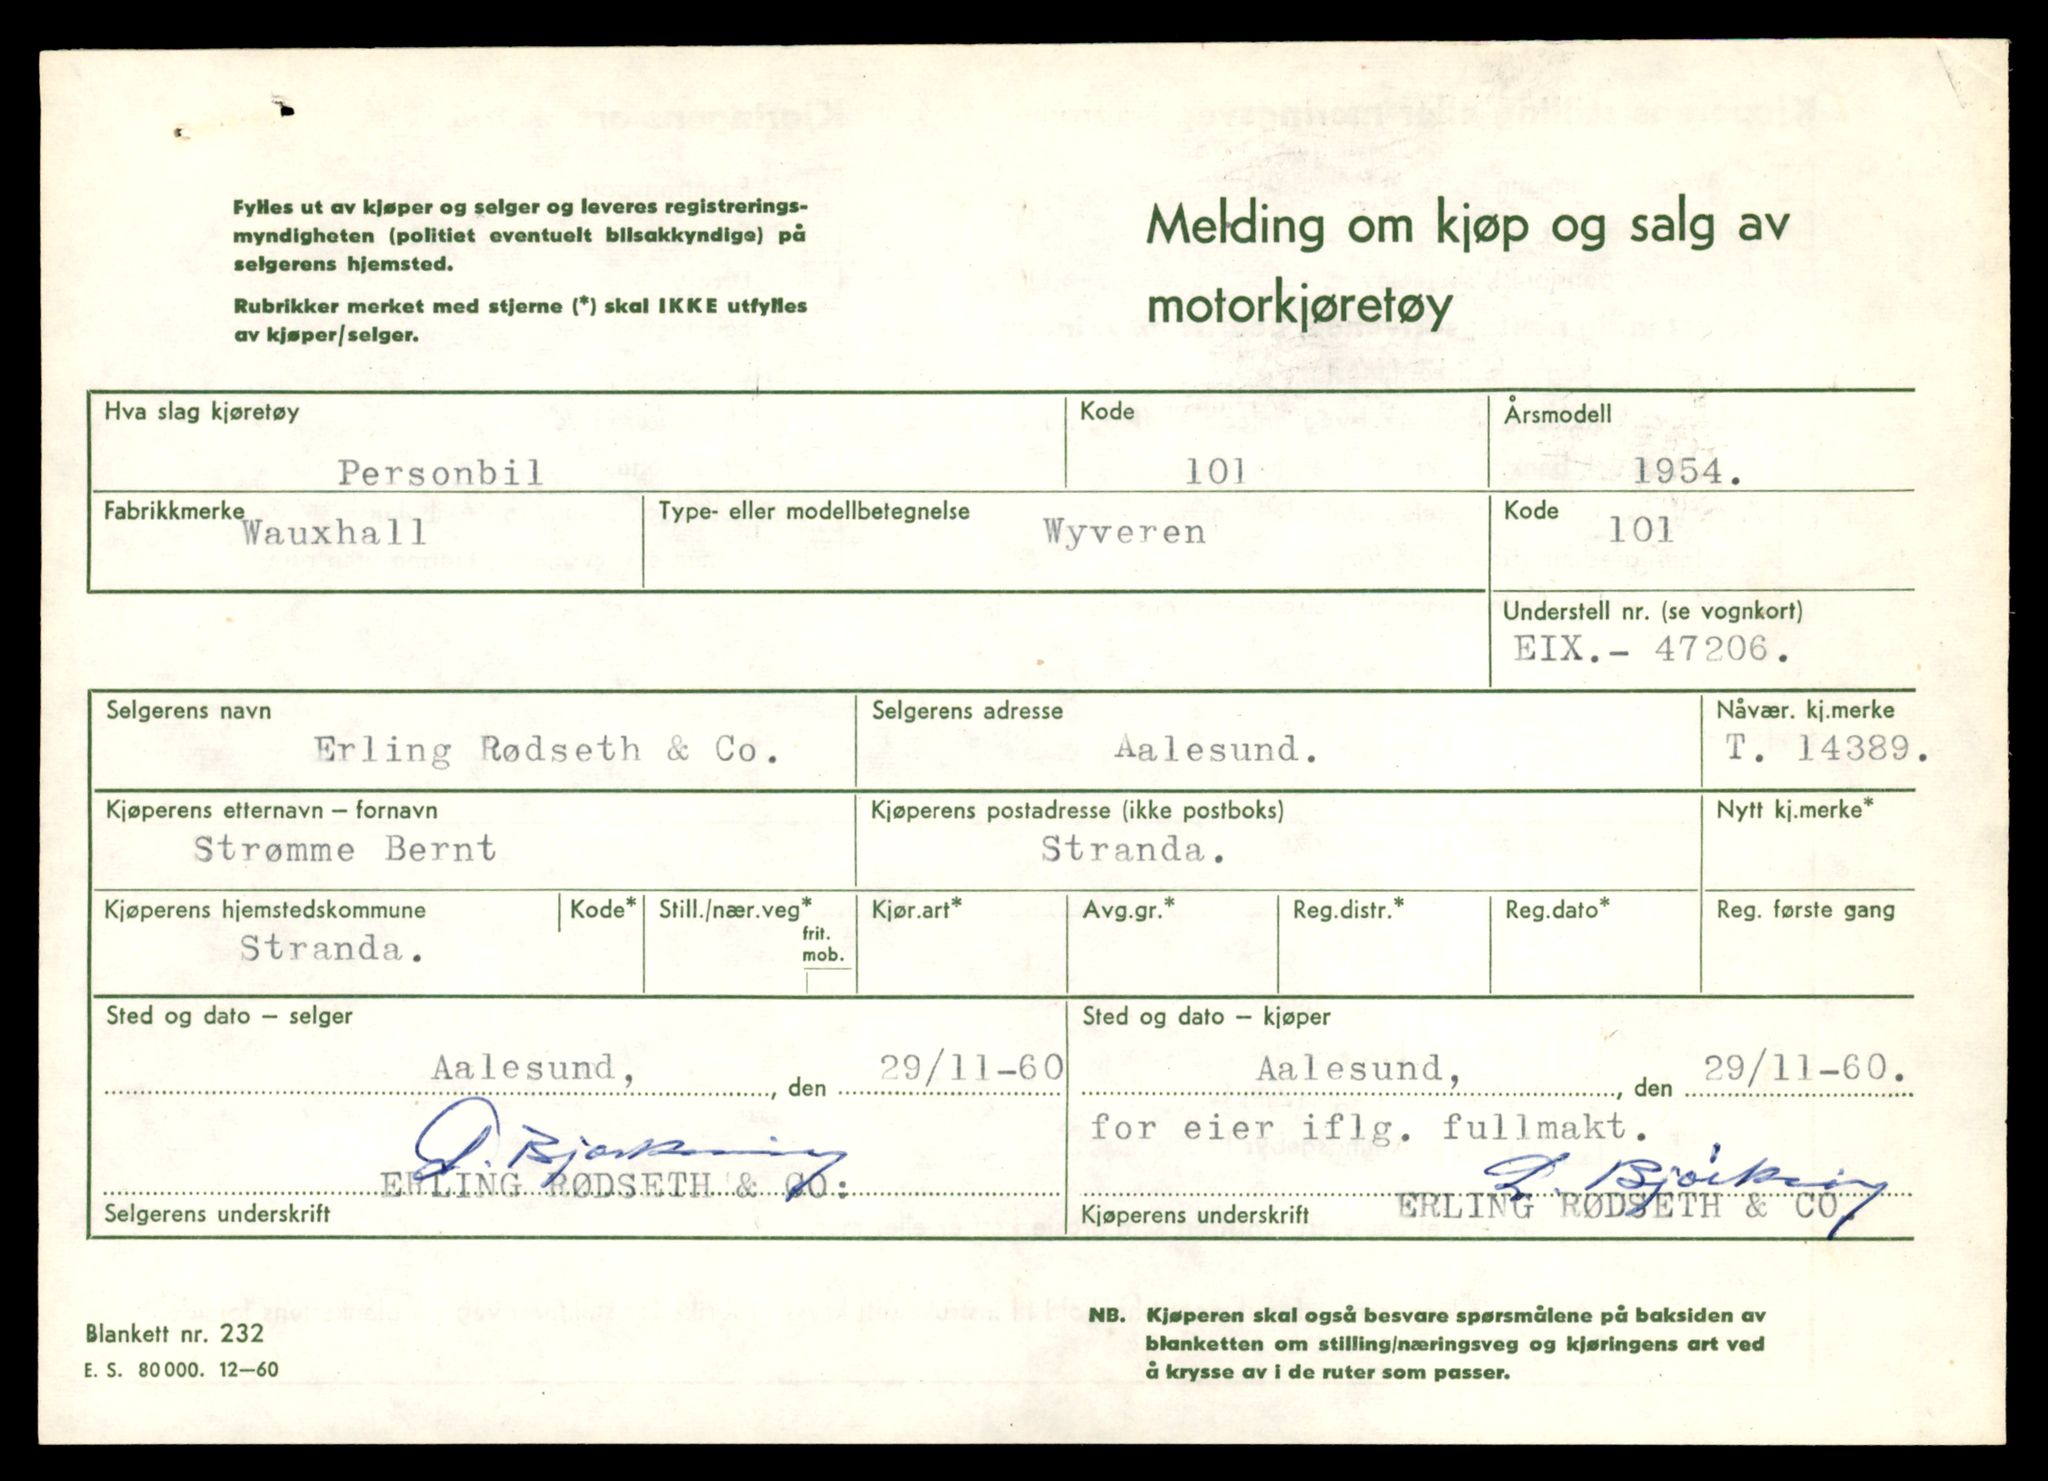 Fylles ut av kjøper og selger og leveres registrerings-
myndigheten (politiet eventuelt bilsakkyndige) på
selgerens hjemsted.
Rubrikker merket med stjerne (*) skal IKKE utfylles
av kjøper/selger.
Melding om kjøp og salg av
motorkjøretøy
Hva slag kjøretøy
Personbil
Kode
101
Årsmodell
1954.
Fabrikkmerke
Wauxhall
Type- eller modellbetegnelse
Wyveren
Kode
101
Understell nr. (se vognkort)
EIX.- 47206.
Selgerens navn
Erling Rødseth & Co.
Selgerens adresse
Aalesund.
Nåvær. kj.merke
T. 14389.
Kjøperens etternavn – fornavn
Strømme Bernt
Kjøperens postadresse (ikke postboks)
Stranda.
Nytt kj.merke*
Kjøperens hjemstedskommune
Stranda.
Kode*
Still./nær.veg*
frit.
mob.
Kjør.art*
Avg.gr.*
Reg.distr.*
Reg.dato*
Reg. første gang
Sted og dato – selger
Aalesund, , den 29/11-60
ERLING RØDSETH & CO:
Selgerens underskrift
Sted og dato – kjøper
Aalesund, , den 29/11-60.
for eier iflg. fullmakt.
ERLING RØDSETH & CO.
Kjøperens underskrift
Blankett nr. 232
E. S. 80 000. 12–60
NB. Kjøperen skal også besvare spørsmålene på baksiden av
blanketten om stilling/næringsveg og kjøringens art ved
å krysse av i de ruter som passer.